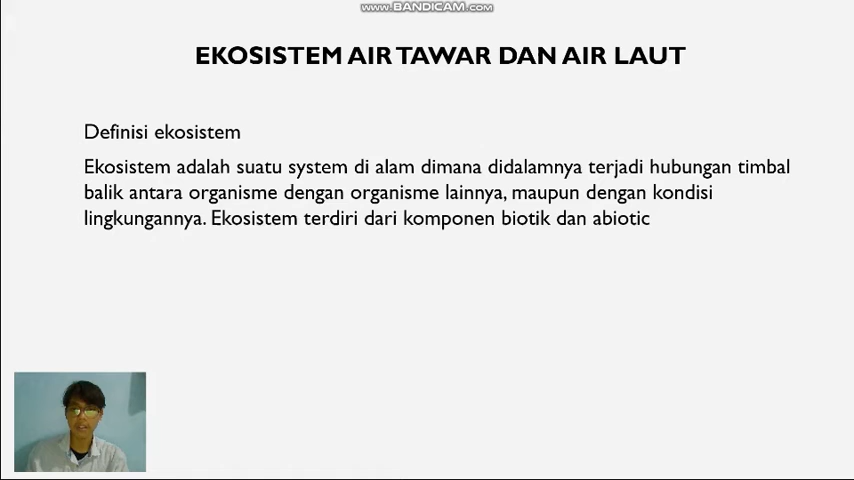 www.BANDICAM.com
EKOSISTEM AIR TAWAR DAN AIR LAUT
Definisi ekosistem
Ekosistem adalah suatu system di alam dimana didalamnya terjadi hubungan timbal
balik antara organisme dengan organisme lainnya, maupun dengan kondisi
lingkungannya. Ekosistem terdiri dari komponen biotik dan abiotic